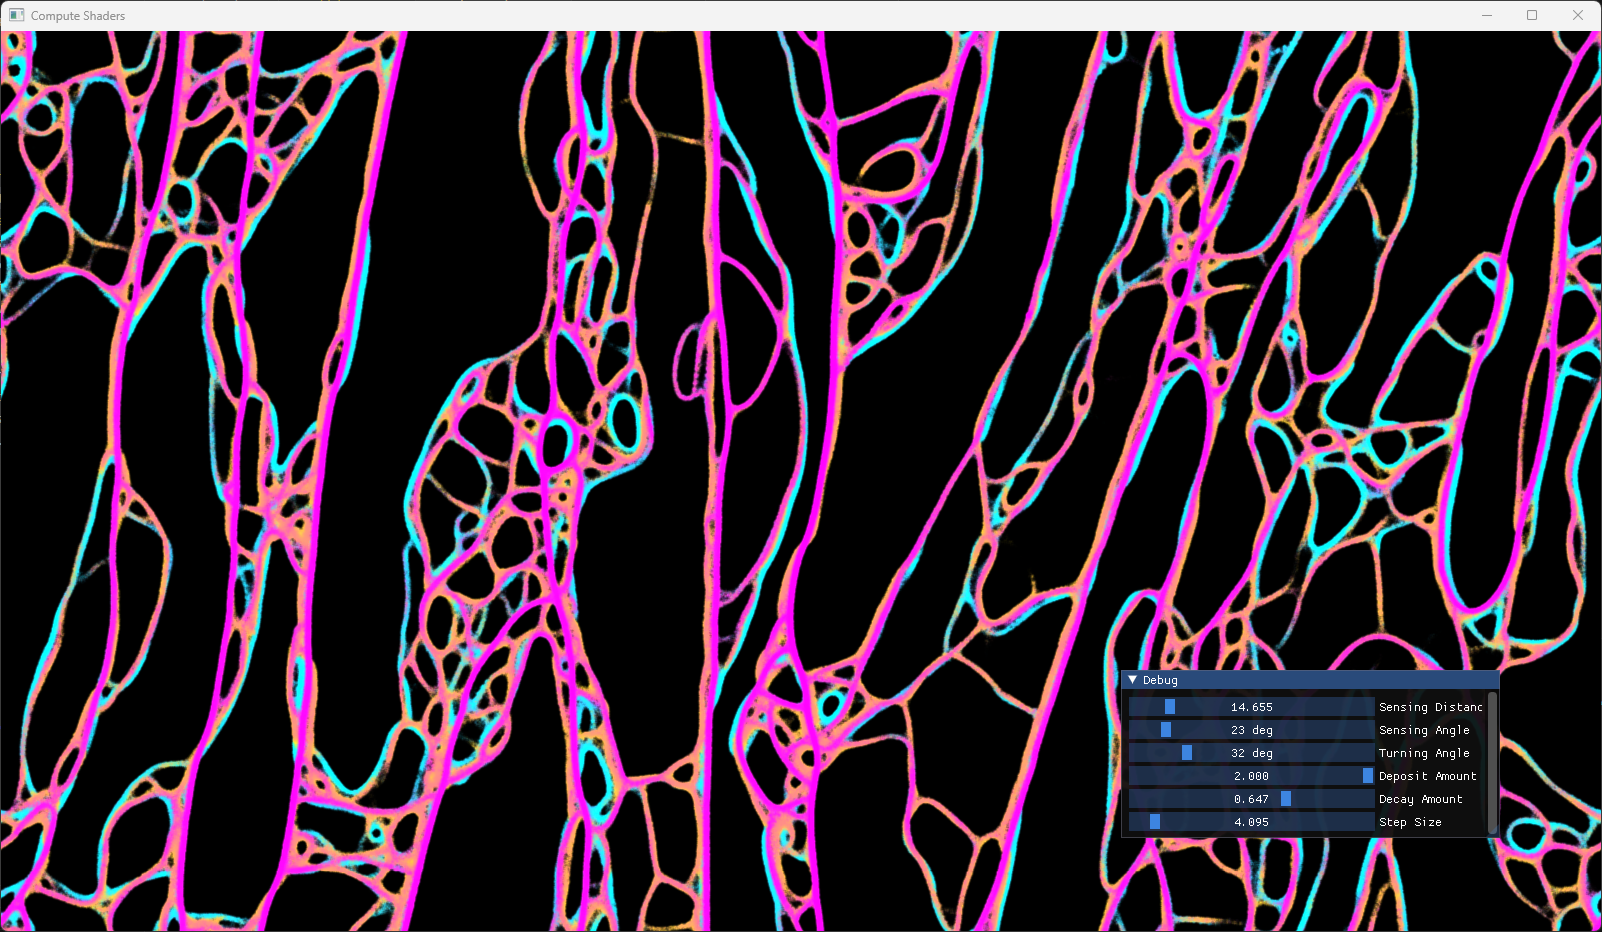 Compute Shaders
Debug
14.655 Sensing Distanc
23 deg Sensing Angle
32 deg Turning Angle
2.000 Deposit Amount
0.647 Decay Amount
4.095 Step Size